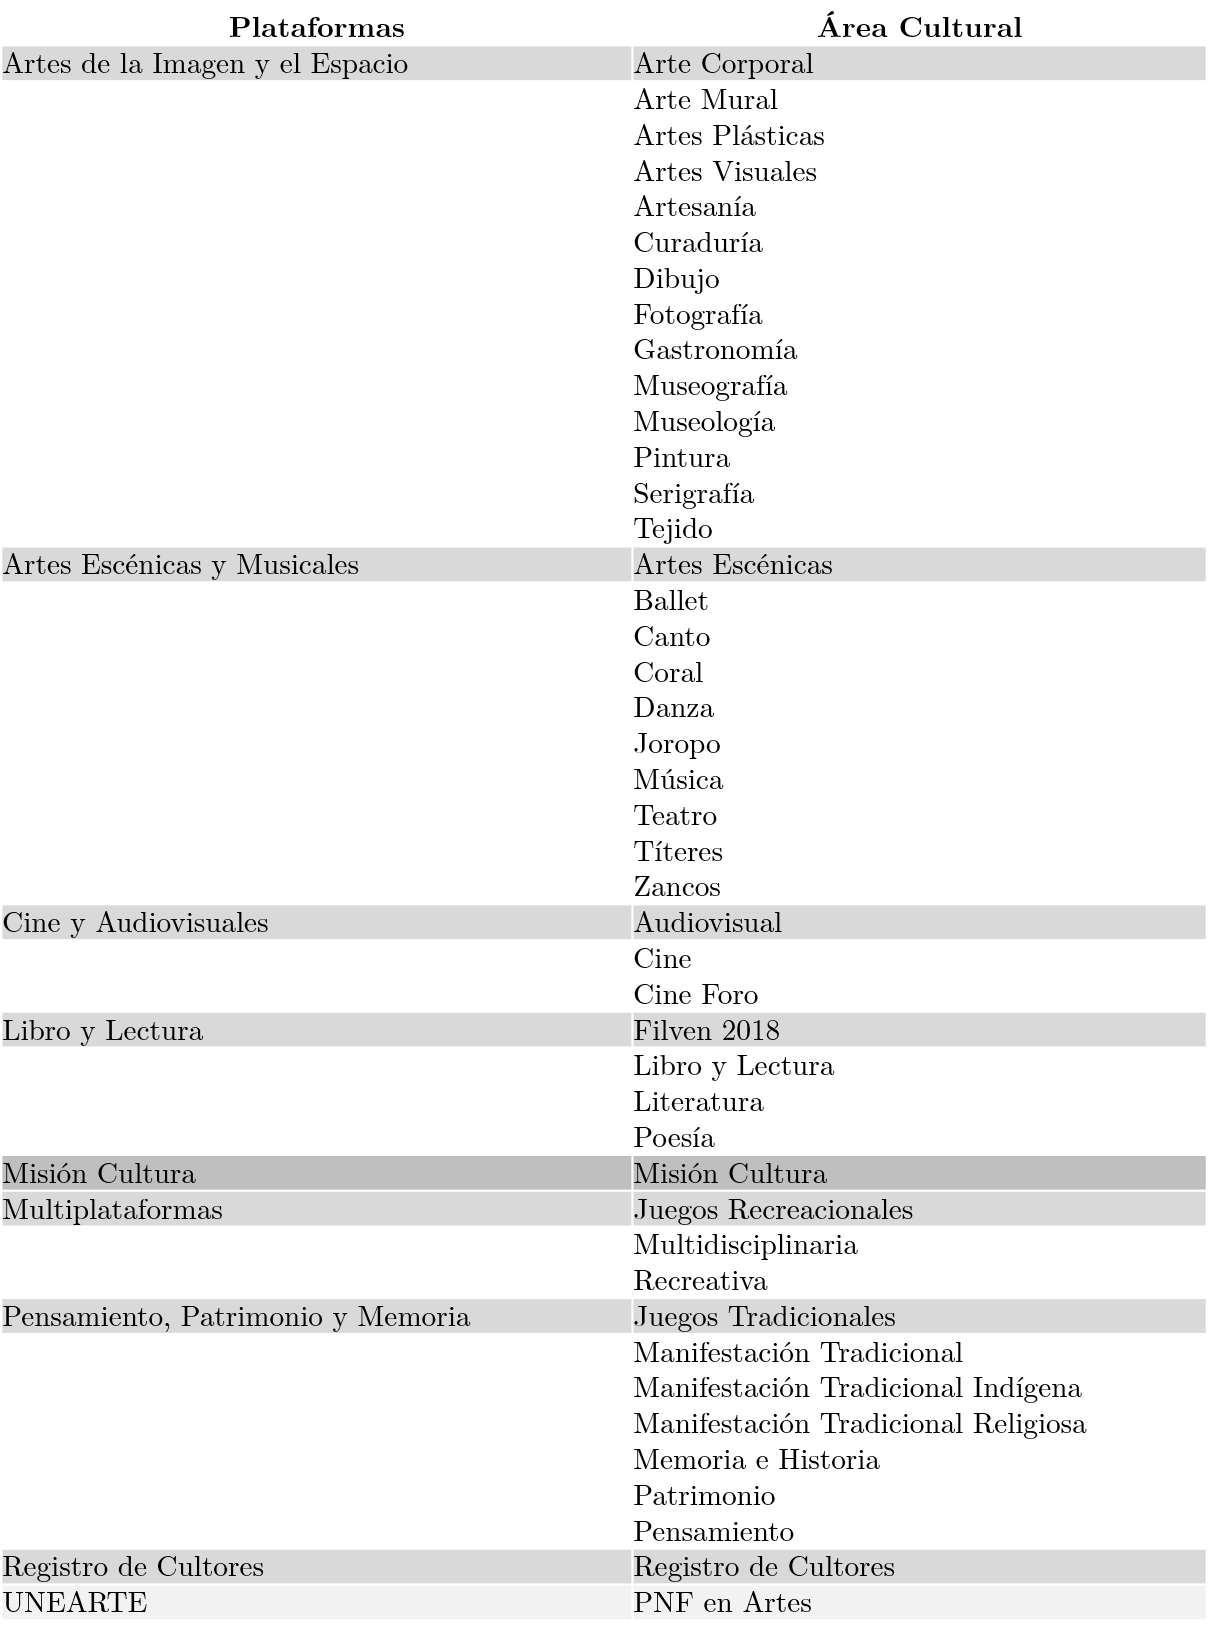 Plataformas Área Cultural
Artes de la Imagen y el Espacio Arte Corporal
Arte Mural
Artes Plásticas
Artes Visuales
Artesanía
Curaduría
Dibujo
Fotografía
Gastronomía
Museografía
Museología
Pintura
Serigrafía
Tejido
Artes Escénicas y Musicales Artes Escénicas
Ballet
Canto
Coral
Danza
Joropo
Música
Teatro
Títeres
Zancos
Cine y Audiovisuales Audiovisual
Cine
Cine Foro
Libro y Lectura Filven 2018
Libro y Lectura
Literatura
Poesía
Misión Cultura Misión Cultura
Multiplataformas Juegos Recreacionales
Multidisciplinaria
Recreativa
Pensamiento, Patrimonio y Memoria Juegos Tradicionales
Manifestación Tradicional
Manifestación Tradicional Indígena
Manifestación Tradicional Religiosa
Memoria e Historia
Patrimonio
Pensamiento
Registro de Cultores Registro de Cultores
UNEARTE PNF en Artes